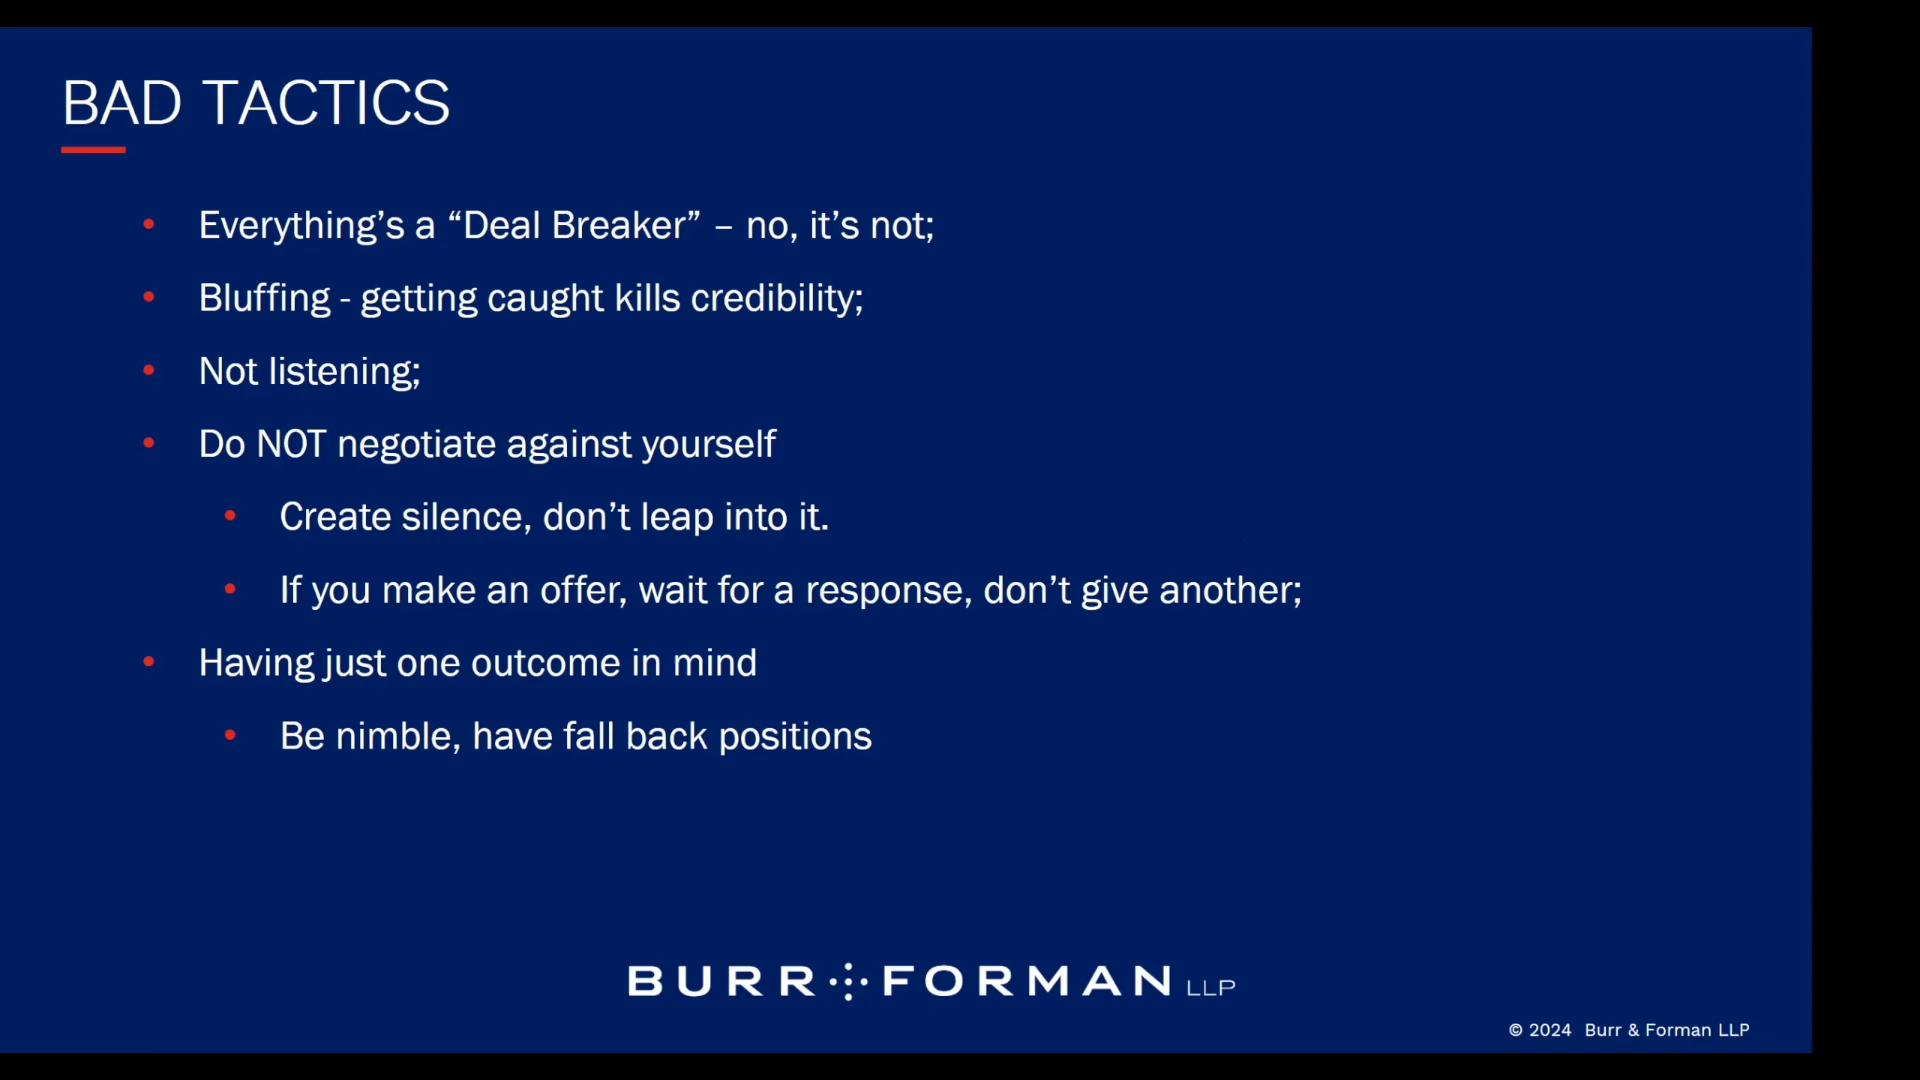 BAD TACTICS
Everything’s a “Deal Breaker” – no, it’s not;
Bluffing - getting caught kills credibility;
Not listening;
Do NOT negotiate against yourself
Create silence, don’t leap into it.
If you make an offer, wait for a response, don’t give another;
Having just one outcome in mind
Be nimble, have fall back positions
BURR FORMAN LLP
© 2024 Burr & Forman LLP